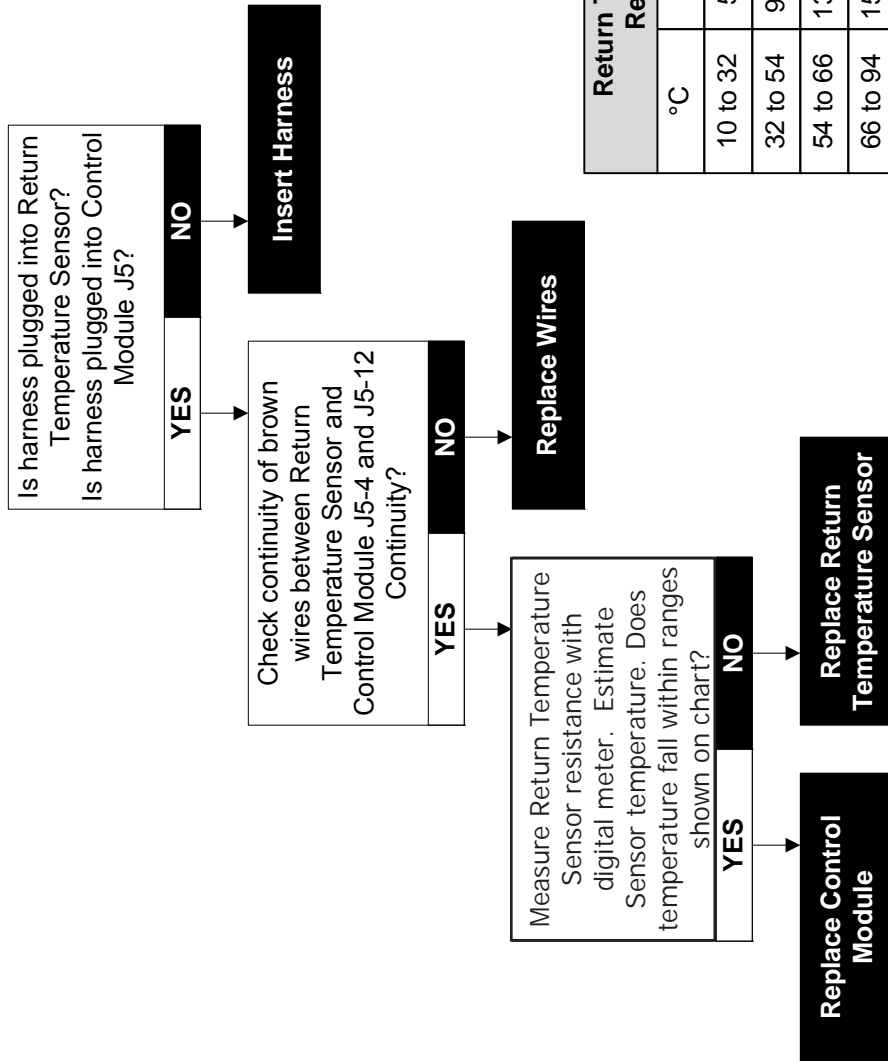 Is harness plugged into Return
Temperature Sensor?
Is harness plugged into Control
Module J5?
YES
NO
Insert Harness
Check continuity of brown
wires between Return
Temperature Sensor and
Control Module J5-4 and J5-12
Continuity?
YES
NO
Replace Wires
Measure Return Temperature
Sensor resistance with
digital meter. Estimate
Sensor temperature. Does
temperature fall within ranges
shown on chart?
YES
NO
Replace Control
Module
Replace Return
Temperature Sensor
Return
°C
10 to 32
32 to 54
54 to 66
66 to 94